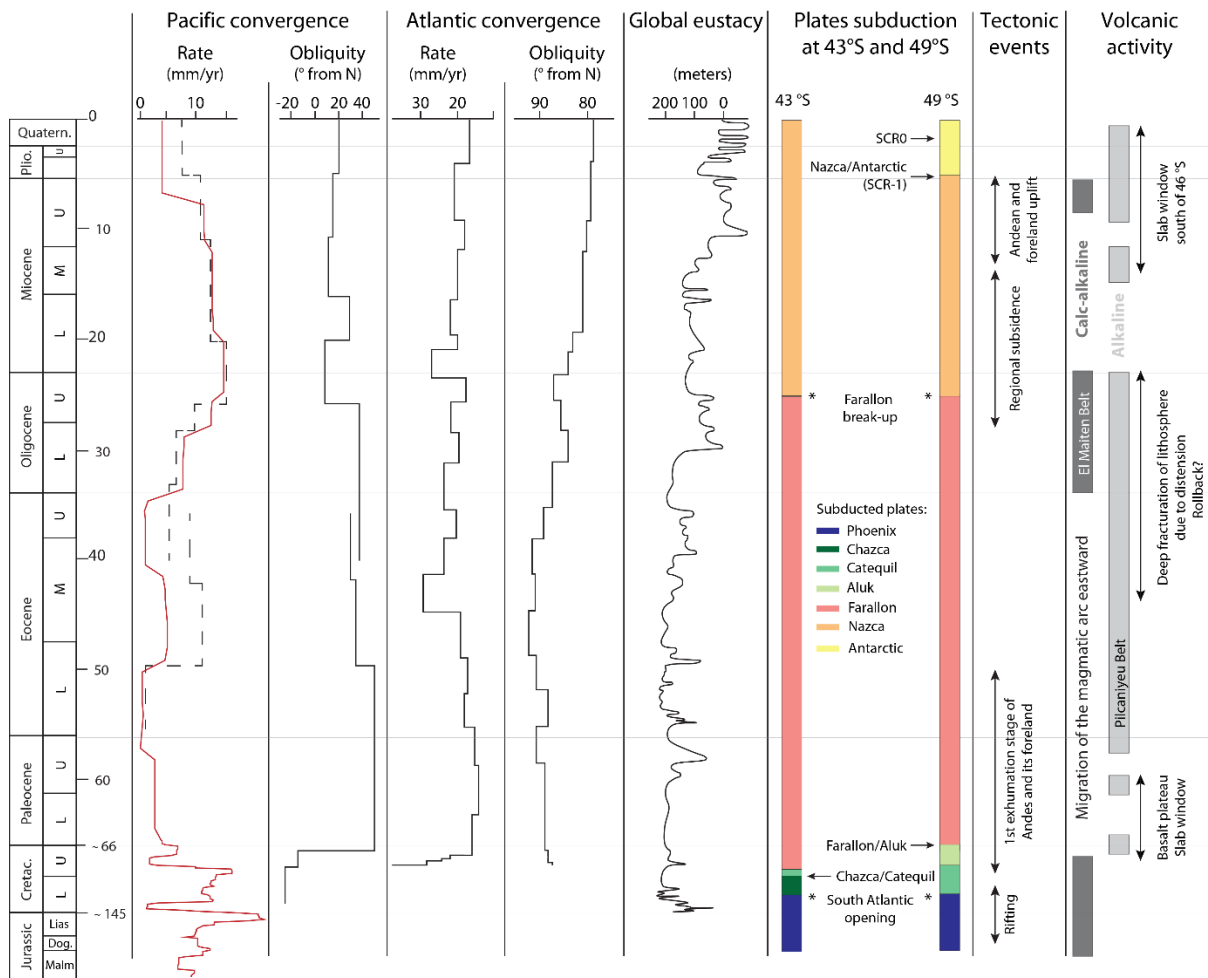 Pacific convergence
Atlantic convergence
Global eustacy
Plates subduction
at 43°S and 49°S
Tectonic
events
Volcanic
activity
Rate
(mm/yr)
Obliquity
(° from N)
Rate
(mm/yr)
Obliquity
(° from N)
(meters)
43 °S
49 °S
0
10
-20
0
20
40
30
20
90
80
200
100
0
0
10
20
30
40
50
60
~ 66
~ 145
Quatern.
Plio.
U
Miocene
U
M
L
Oligocene
U
L
Eocene
U
M
L
Paleocene
U
L
Cretac.
U
L
Jurassic
Lias
Dog.
Malm
SCR0
Nazca/Antarctic
(SCR-1)
* Farallon *
break-up
Subducted plates:
Phoenix
Chazca
Catequil
Aluk
Farallon
Nazca
Antarctic
Farallon/Aluk
Chazca/Catequil
* South Atlantic *
opening
Andean and
foreland uplift
Regional subsidence
1st exhumation stage of
Andes and its foreland
Rifting
Calc-alkaline
El Maiten Belt
Migration of the magmatic arc eastward
Alkaline
Pilcaniyeu Belt
Slab window
south of 46 °S
Deep fracturation of lithosphere
due to distension
Rollback?
Basalt plateau
Slab window